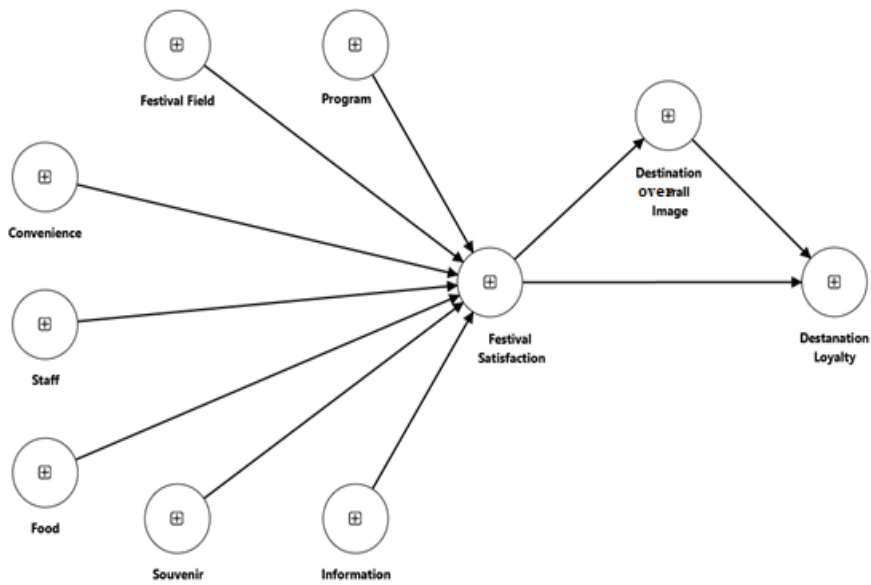 Festival Field
Program
Destination
overall
Image
Convenience
Festival
Satisfaction
Destanation
Loyalty
Staff
Food
Souvenir
Information